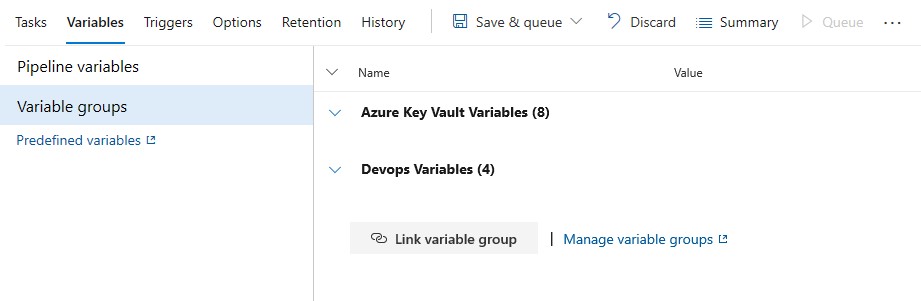 Tasks Variables Triggers Options Retention History Save & queue Discard Summary Queue ...
Pipeline variables
Name Value
Variable groups
Azure Key Vault Variables (8)
Predefined variables
Devops Variables (4)
Link variable group | Manage variable groups